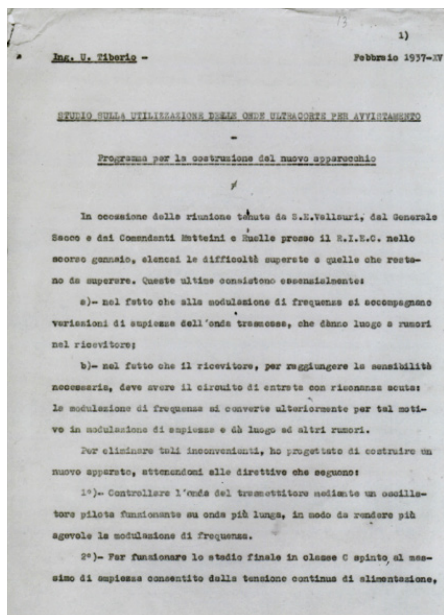 13
1)
Ing. U. Tiberio -
Febbraio 1937-XV
STUDIO SULLA UTILIZZAZIONE DELLE ONDE ULTRACORTE PER AVVISTAMENTO
-
Programma per la costruzione del nuovo apparecchio
In occasione della riunione tenuta da S.E.Vallauri, dal Generale
Sacco e dai Comandanti Matteini e Ruelle presso il R.I.E.C. nello
scorso gennaio, elencai le difficoltà superate e quelle che resta-
no da superare. Queste ultime consistono essenzialmente:
a)- nel fatto che alla modulazione di frequenza si accompagnano
variazioni di ampiezza dell'onda trasmessa, che danno luogo a rumori
nel ricevitore;
b)- nel fatto che il ricevitore, per raggiungere la sensibilità
necessaria, deve avere il circuito di entrata con risonanza acuta:
la modulazione di frequenza si converte ulteriormente per tal moti-
vo in modulazione di ampiezza e dà luogo ad altri rumori.
Per eliminare tali inconvenienti, ho progettato di costruire un
nuovo apparato, attenendomi alle direttive che seguono:
1°)- Controllare l'onda del trasmettitore mediante un oscilla-
tore pilota funzionante su onda più lunga, in modo da rendere più
agevole la modulazione di frequenza.
2°)- Far funzionare lo stadio finale in classe C spinto al mas-
simo di ampiezza consentito dalla tensione continua di alimentazione,